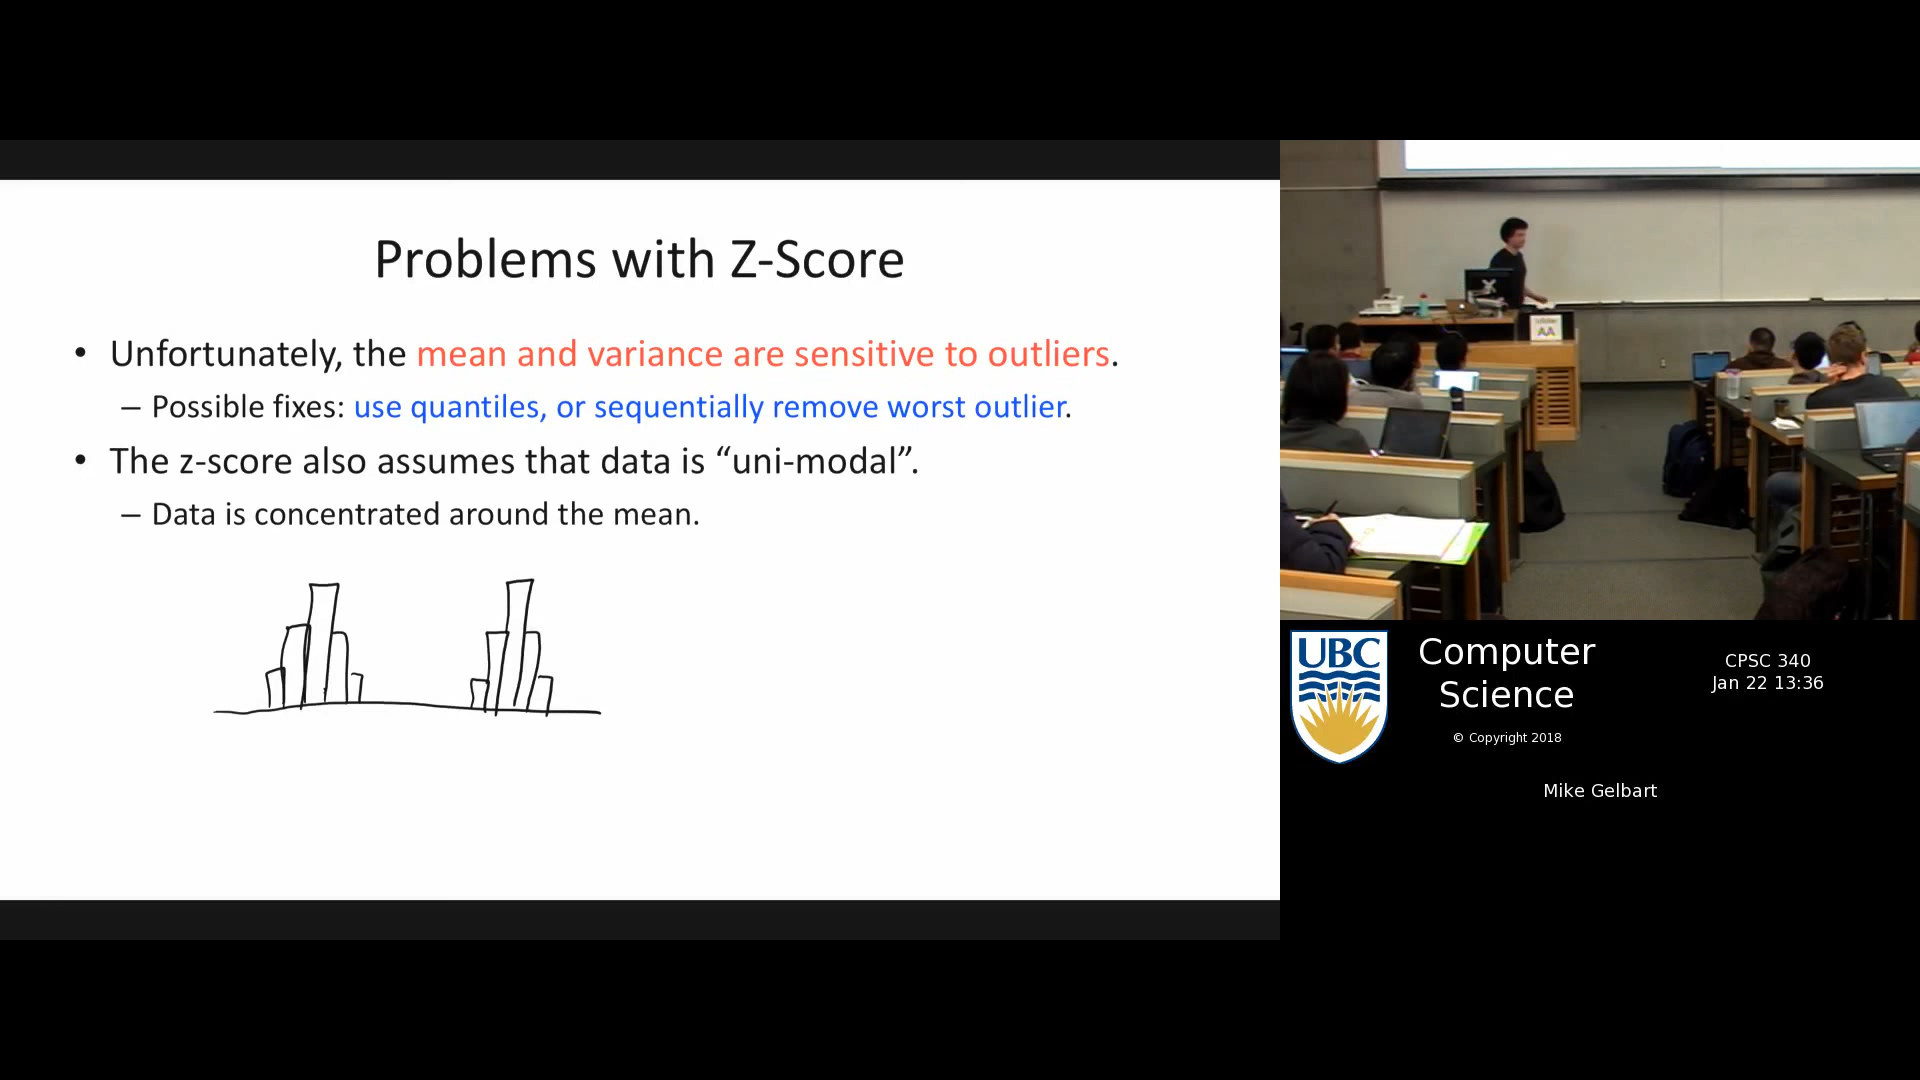 Problems with Z-Score
• Unfortunately, the mean and variance are sensitive to outliers.
– Possible fixes: use quantiles, or sequentially remove worst outlier.
• The z-score also assumes that data is “uni-modal”.
– Data is concentrated around the mean.
AA
UBC
Computer
Science
© Copyright 2018
CPSC 340
Jan 22 13:36
Mike Gelbart